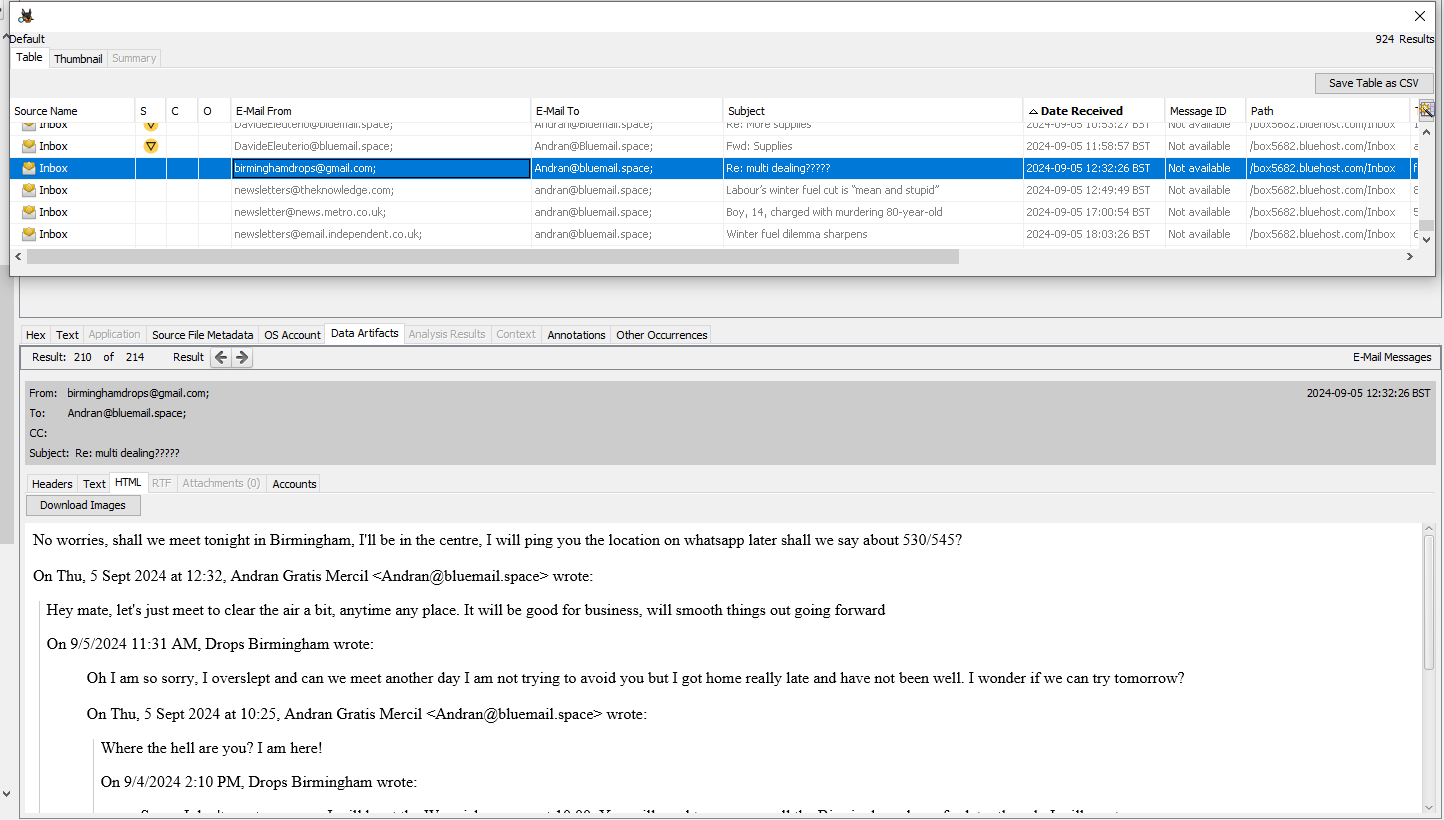 Default
924 Results
Table Thumbnail Summary
Save Table as CSV
Source Name S C O E-Mail From E-Mail To Subject Date Received Message ID Path
Inbox DavideEleuterio@bluemail.space; Andran@Bluemail.space; Re: More supplies 2024-09-05 10:53:27 BST Not available /box5682.bluehost.com/Inbox
Inbox DavideEleuterio@bluemail.space; Andran@Bluemail.space; Fwd: Supplies 2024-09-05 11:58:57 BST Not available /box5682.bluehost.com/Inbox
Inbox birminghamdrops@gmail.com; Andran@bluemail.space; Re: multi dealing????? 2024-09-05 12:32:26 BST Not available /box5682.bluehost.com/Inbox
Inbox newsletters@theknowledge.com; andran@bluemail.space; Labour’s winter fuel cut is “mean and stupid” 2024-09-05 12:49:49 BST Not available /box5682.bluehost.com/Inbox
Inbox newsletter@news.metro.co.uk; andran@bluemail.space; Boy, 14, charged with murdering 80-year-old 2024-09-05 17:00:54 BST Not available /box5682.bluehost.com/Inbox
Inbox newsletters@email.independent.co.uk; andran@bluemail.space; Winter fuel dilemma sharpens 2024-09-05 18:03:26 BST Not available /box5682.bluehost.com/Inbox
Hex Text Application Source File Metadata OS Account Data Artifacts Analysis Results Context Annotations Other Occurrences
Result: 210 of 214 Result E-Mail Messages
From: birminghamdrops@gmail.com; 2024-09-05 12:32:26 BST
To: Andran@bluemail.space;
CC:
Subject: Re: multi dealing?????
Headers Text HTML RTF Attachments (0) Accounts
Download Images
No worries, shall we meet tonight in Birmingham, I'll be in the centre, I will ping you the location on whatsapp later shall we say about 530/545?
On Thu, 5 Sept 2024 at 12:32, Andran Gratis Mercil <Andran@bluemail.space> wrote:
Hey mate, let's just meet to clear the air a bit, anytime any place. It will be good for business, will smooth things out going forward
On 9/5/2024 11:31 AM, Drops Birmingham wrote:
Oh I am so sorry, I overslept and can we meet another day I am not trying to avoid you but I got home really late and have not been well. I wonder if we can try tomorrow?
On Thu, 5 Sept 2024 at 10:25, Andran Gratis Mercil <Andran@bluemail.space> wrote:
Where the hell are you? I am here!
On 9/4/2024 2:10 PM, Drops Birmingham wrote: